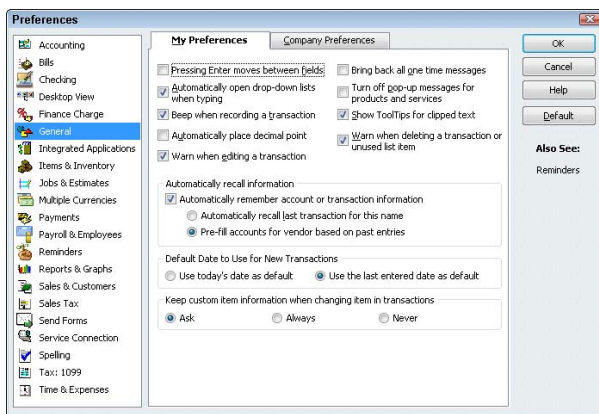 Preferences
Accounting
Bills
Checking
Desktop View
Finance Charge
General
Integrated Applications
Items & Inventory
Jobs & Estimates
Multiple Currencies
Payments
Payroll & Employees
Reminders
Reports & Graphs
Sales & Customers
Sales Tax
Send Forms
Service Connection
Spelling
Tax: 1099
Time & Expenses
My Preferences
Company Preferences
Pressing Enter moves between fields
Automatically open drop-down lists
when typing
Beep when recording a transaction
Automatically place decimal point
Warn when editing a transaction
Bring back all one time messages
Turn off pop-up messages for
products and services
Show ToolTips for clipped text
Warn when deleting a transaction or
unused list item
Automatically recall information
Automatically remember account or transaction information
Automatically recall last transaction for this name
Pre-fill accounts for vendor based on past entries
Default Date to Use for New Transactions
Use today's date as default
Use the last entered date as default
Keep custom item information when changing item in transactions
Ask
Always
Never
OK
Cancel
Help
Default
Also See:
Reminders